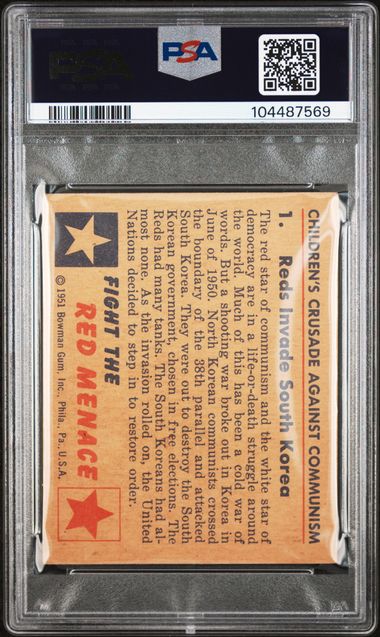 PSA
PSA
104487569
CHILDREN'S CRUSADE AGAINST COMMUNISM
1. Reds Invade South Korea
The red star of communism and the white star of
democracy are in a life-or-death struggle around
the world. Much of this has been a cold war of
words. But a shooting war broke out in Korea in
June of 1950. North Korean communists crossed
the boundary of the 38th parallel and attacked
South Korea. They were out to destroy the South
Korean government, chosen in free elections. The
Reds had many tanks. The South Koreans had al-
most none. As the invasion rolled on, the United
Nations decided to step in to restore order.
FIGHT THE
RED MENACE
© 1951 Bowman Gum, Inc., Phila., Pa., U.S.A.